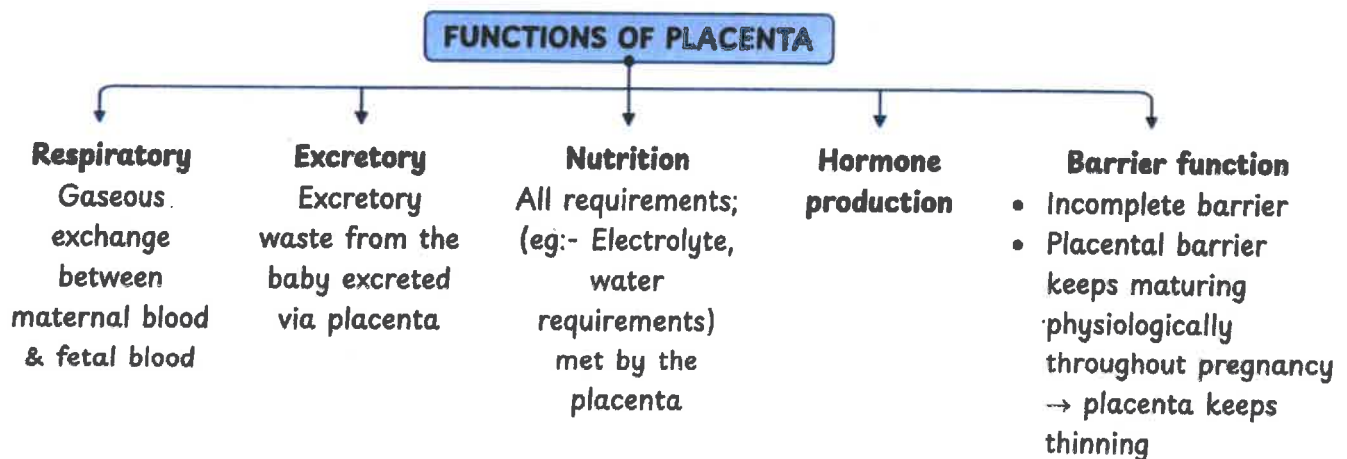 FUNCTIONS OF PLACENTA
Respiratory
Gaseous
exchange
between
maternal blood
& fetal blood
Excretory
Excretory
waste from the
baby excreted
via placenta
Nutrition
All requirements;
(eg:- Electrolyte,
water
requirements)
met by the
placenta
Hormone
production
Barrier function
• Incomplete barrier
• Placental barrier
keeps maturing
physiologically
throughout pregnancy
→ placenta keeps
thinning